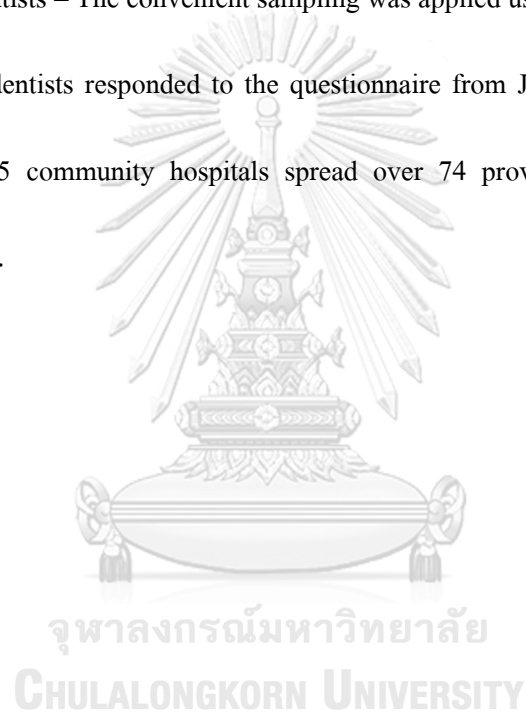 ntists – The convenient sampling was applied us
dentists responded to the questionnaire from J
5 community hospitals spread over 74 prov
.
จุฬาลงกรณ์มหาวิทยาลัย
CHULALONGKORN UNIVERSITY